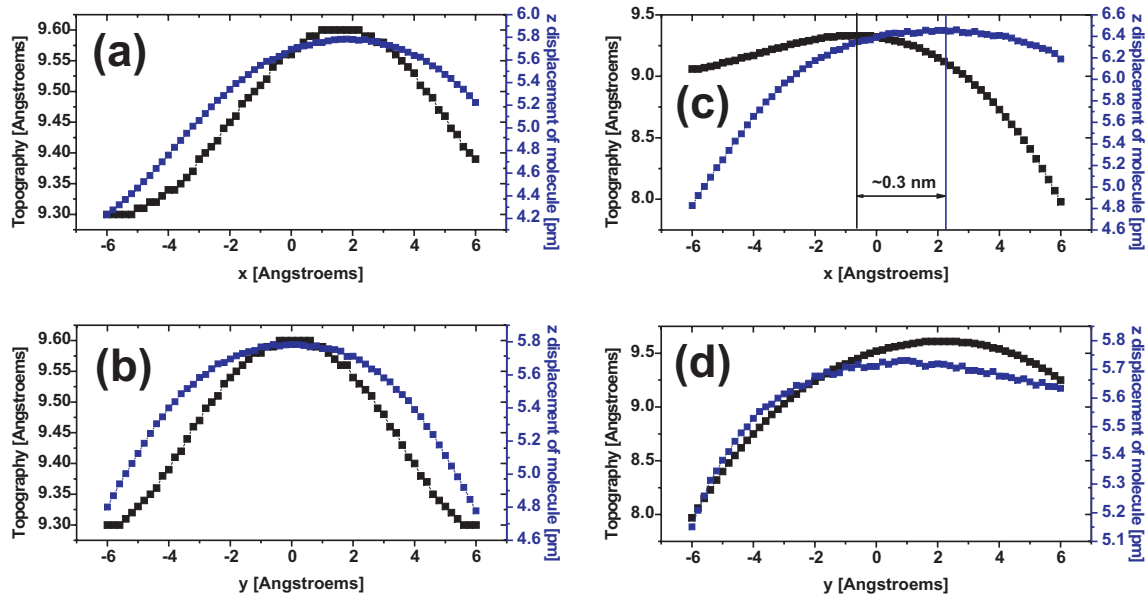 (a)
Topography [Angstroems]
9.60
9.55
9.50
9.45
9.40
9.35
9.30
-6 -4 -2 0 2 4 6
x [Angstroems]
6.0
5.8
5.6
5.4
5.2
5.0
4.8
4.6
4.4
4.2
z displacement of molecule [pm]
(c)
Topography [Angstroems]
9.5
9.0
8.5
8.0
~0.3 nm
-6 -4 -2 0 2 4 6
x [Angstroems]
6.6
6.4
6.2
6.0
5.8
5.6
5.4
5.2
5.0
4.8
4.6
z displacement of molecule [pm]
(b)
Topography [Angstroems]
9.60
9.55
9.50
9.45
9.40
9.35
9.30
-6 -4 -2 0 2 4 6
y [Angstroems]
5.8
5.6
5.4
5.2
5.0
4.8
4.6
z displacement of molecule [pm]
(d)
Topography [Angstroems]
9.5
9.0
8.5
8.0
-6 -4 -2 0 2 4 6
y [Angstroems]
5.8
5.7
5.6
5.5
5.4
5.3
5.2
5.1
z displacement of molecule [pm]